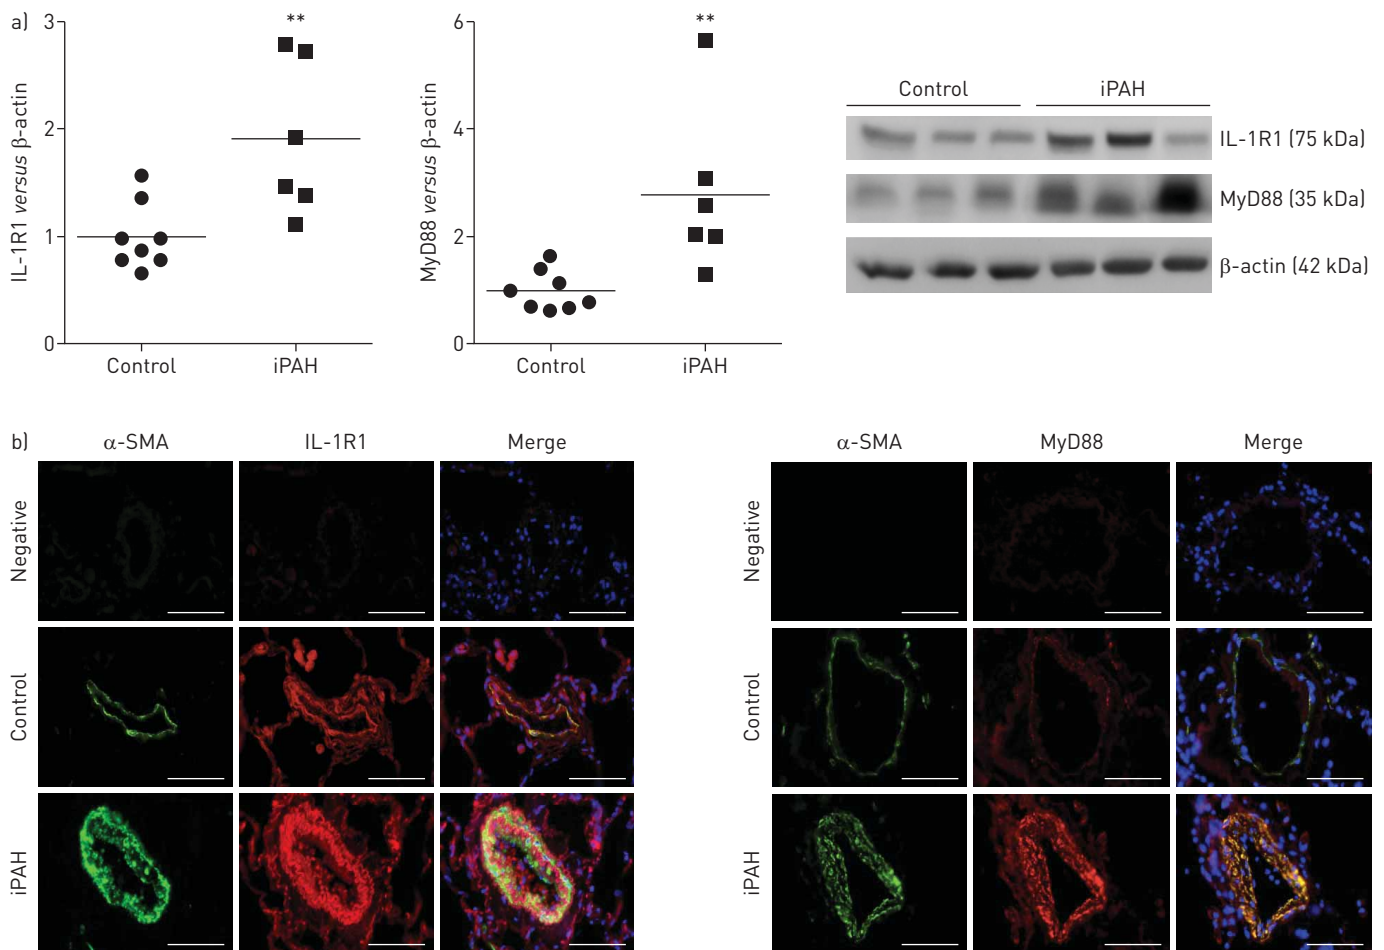 a)
3
2
1
0
IL-1R1 versus β-actin
**
Control
iPAH
6
4
2
0
MyD88 versus β-actin
**
Control
iPAH
Control
iPAH
IL-1R1 (75 kDa)
MyD88 (35 kDa)
β-actin (42 kDa)
b)
α-SMA
IL-1R1
Merge
Negative
Control
iPAH
α-SMA
MyD88
Merge
Negative
Control
iPAH